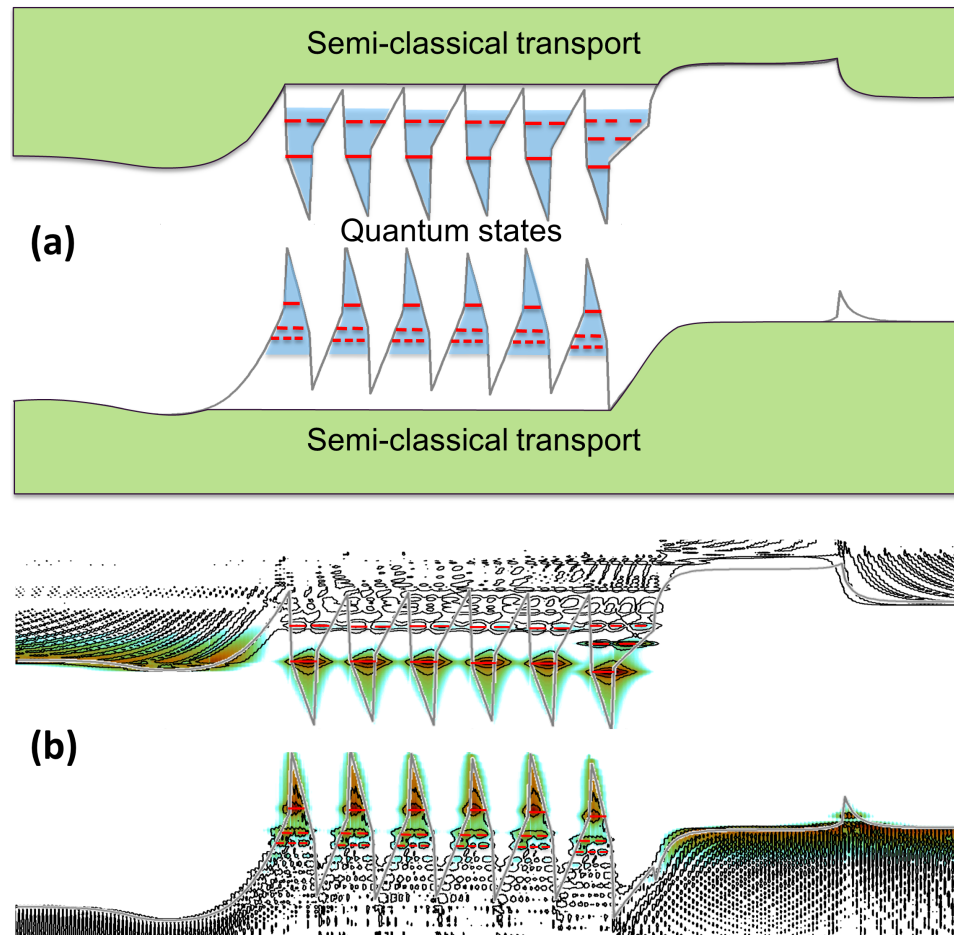 Semi-classical transport
(a)
Quantum states
Semi-classical transport
(b)